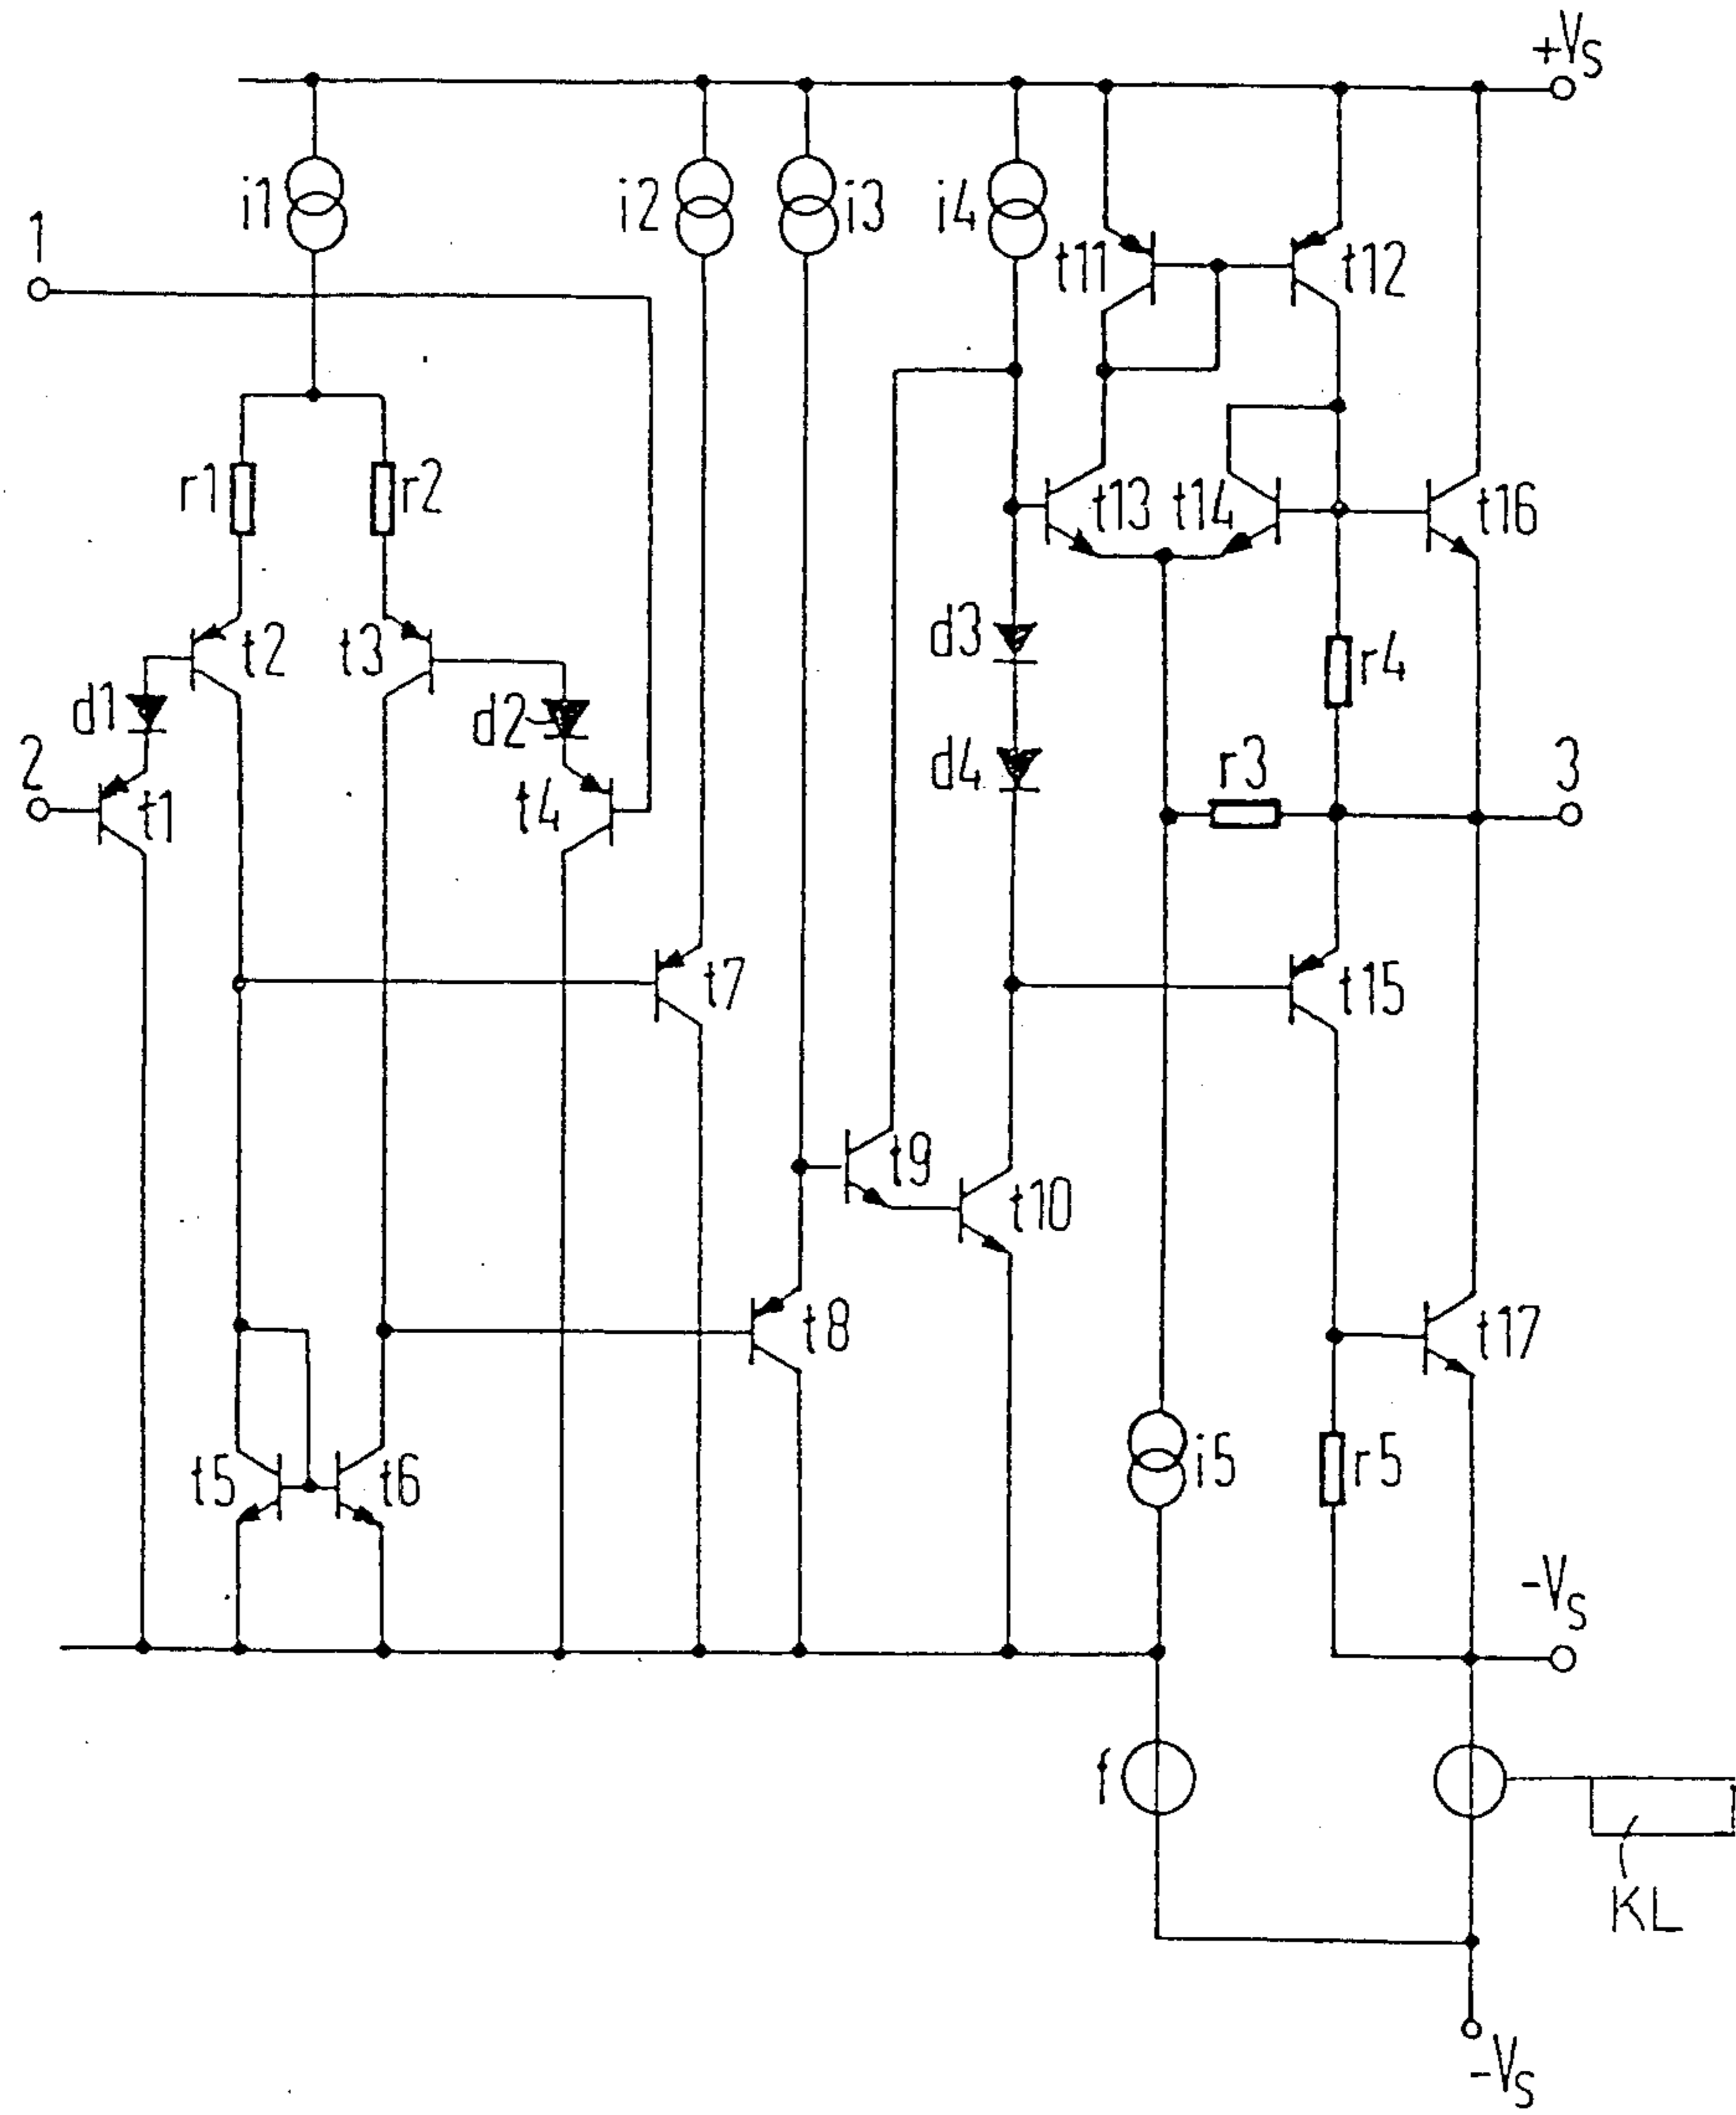 +VS
i1
i2
i3
i4
t11
t12
1
r1
r2
t13
t14
t16
d3
t2
t3
r4
d1
d2
2
d4
r3
3
t1
t4
t7
t15
t9
t10
t8
t17
t5
t6
i5
r5
-VS
f
KL
-VS